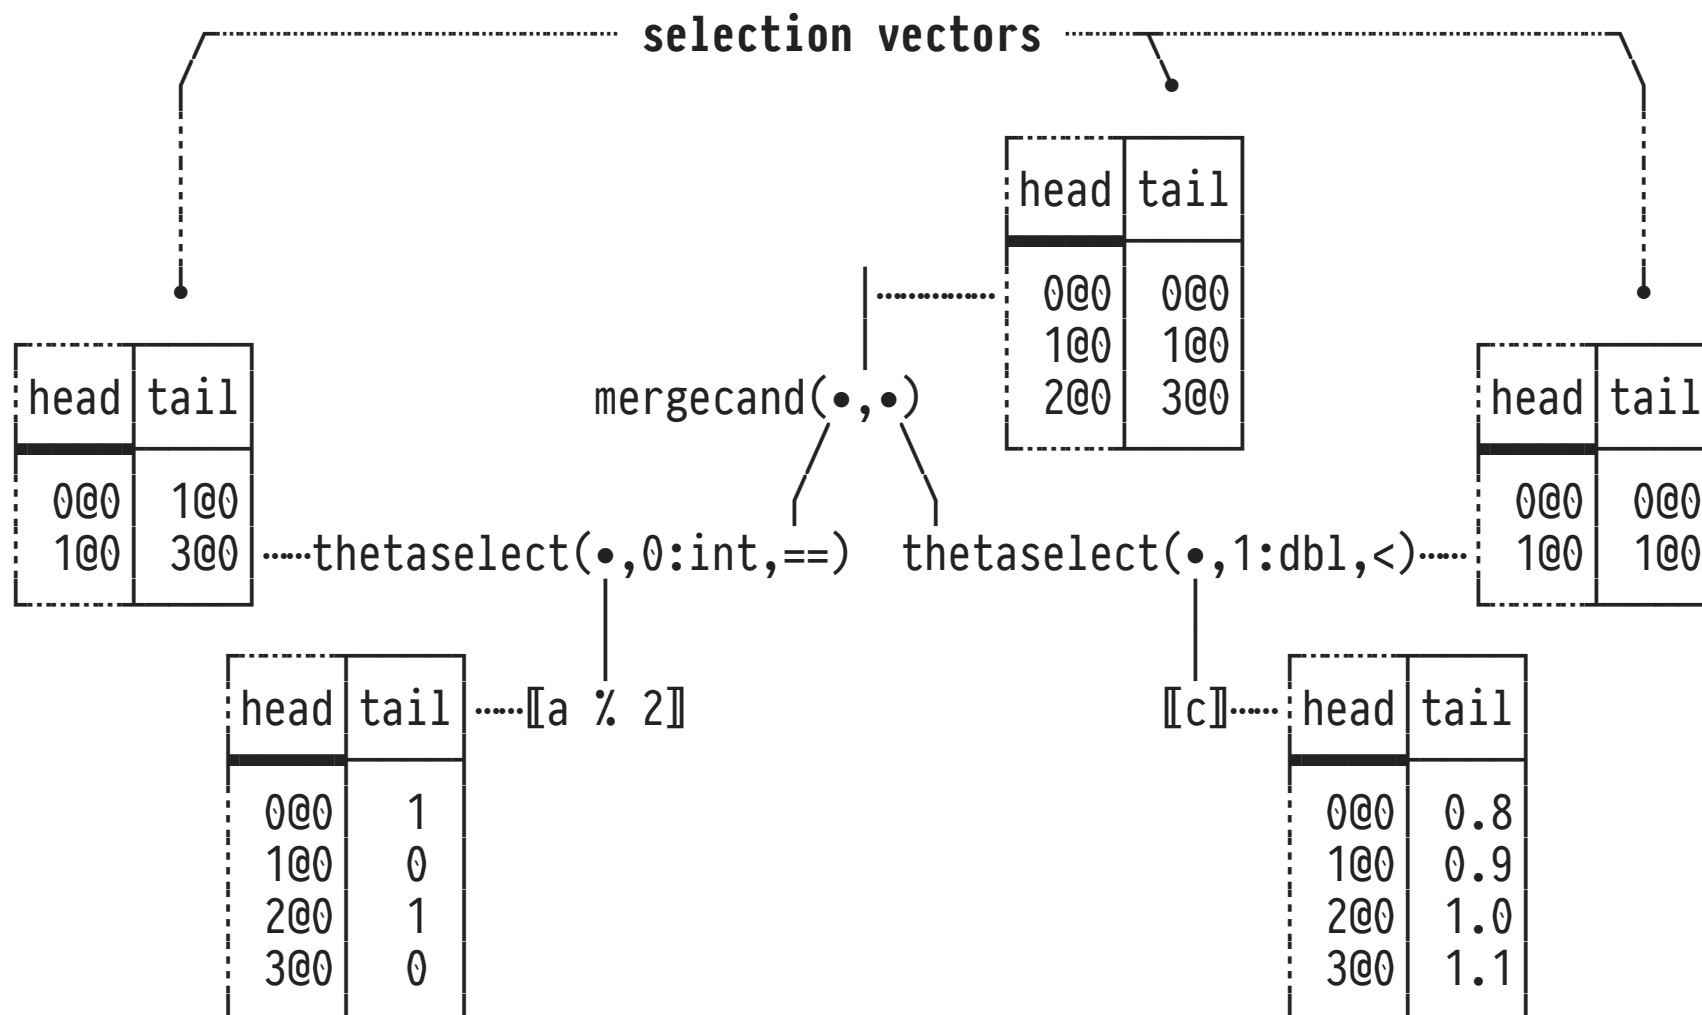 selection vectors
head tail
0@0 0@0
1@0 1@0
2@0 3@0
mergecand(•,•)
head tail
0@0 1@0
1@0 3@0
head tail
0@0 0@0
1@0 1@0
thetaselect(•,0:int,==)
thetaselect(•,1:dbl,<)
head tail
0@0 1
1@0 0
2@0 1
3@0 0
⟦a % 2⟧
⟦c⟧
head tail
0@0 0.8
1@0 0.9
2@0 1.0
3@0 1.1